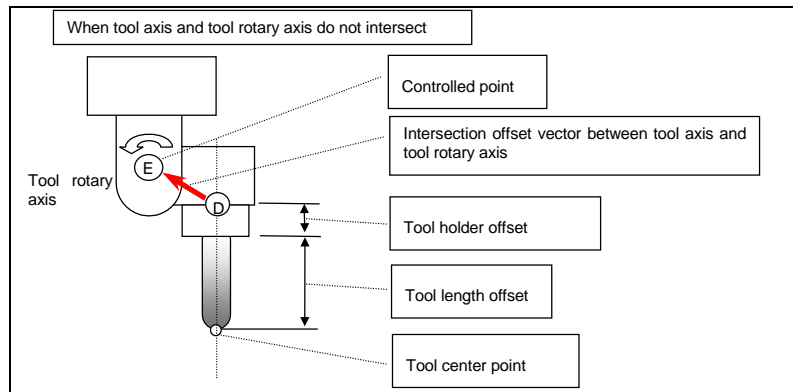 When tool axis and tool rotary axis do not intersect
Controlled point
Intersection offset vector between tool axis and
tool rotary axis
E
Tool rotary
axis
D
Tool holder offset
Tool length offset
Tool center point